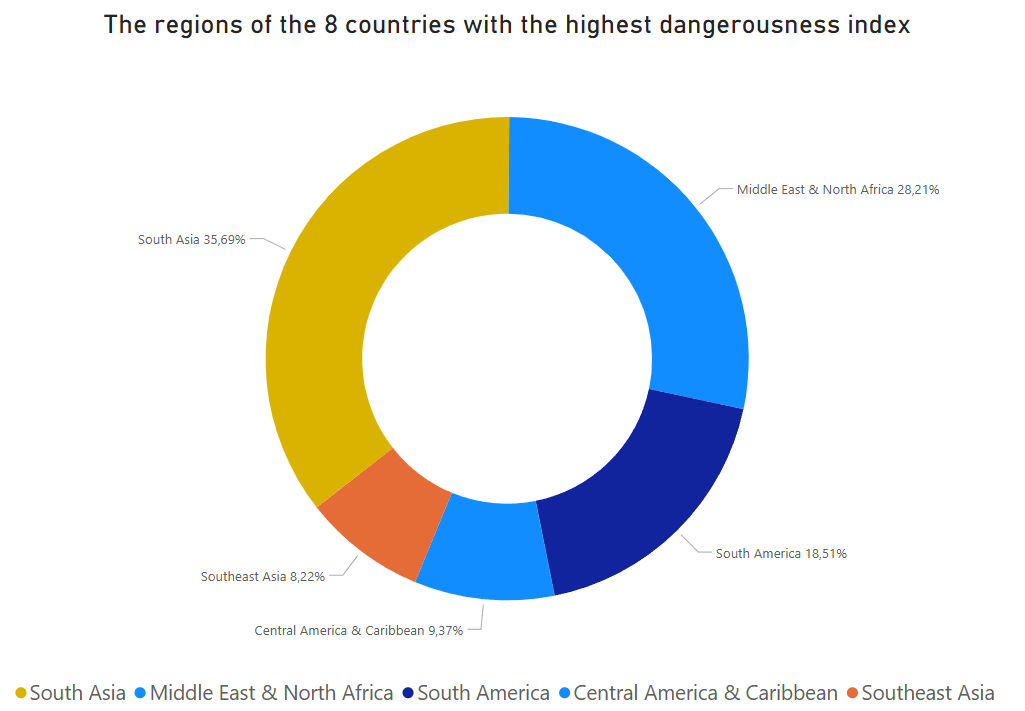 The regions of the 8 countries with the highest dangerousness index
Middle East & North Africa 28,21%
South Asia 35,69%
South America 18,51%
Southeast Asia 8,22%
Central America & Caribbean 9,37%
South Asia Middle East & North Africa South America Central America & Caribbean Southeast Asia